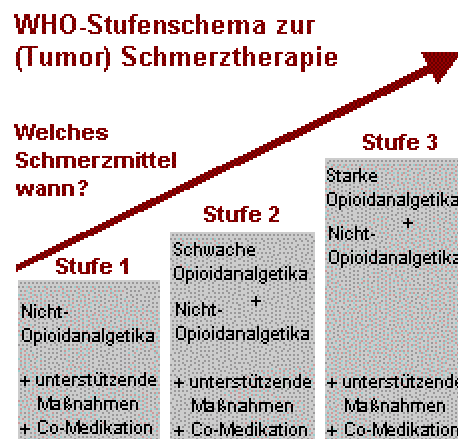 WHO-Stufenschema zur
(Tumor) Schmerztherapie
Welches
Schmerzmittel
wann?
Stufe 1
Nicht-
Opioidanalgetika
+ unterstützende
Maßnahmen
+ Co-Medikation
Stufe 2
Schwache
Opioidanalgetika
+
Nicht-
Opioidanalgetika
+ unterstützende
Maßnahmen
+ Co-Medikation
Stufe 3
Starke
Opioidanalgetika
+
Nicht-
Opioidanalgetika
+ unterstützende
Maßnahmen
+ Co-Medikation